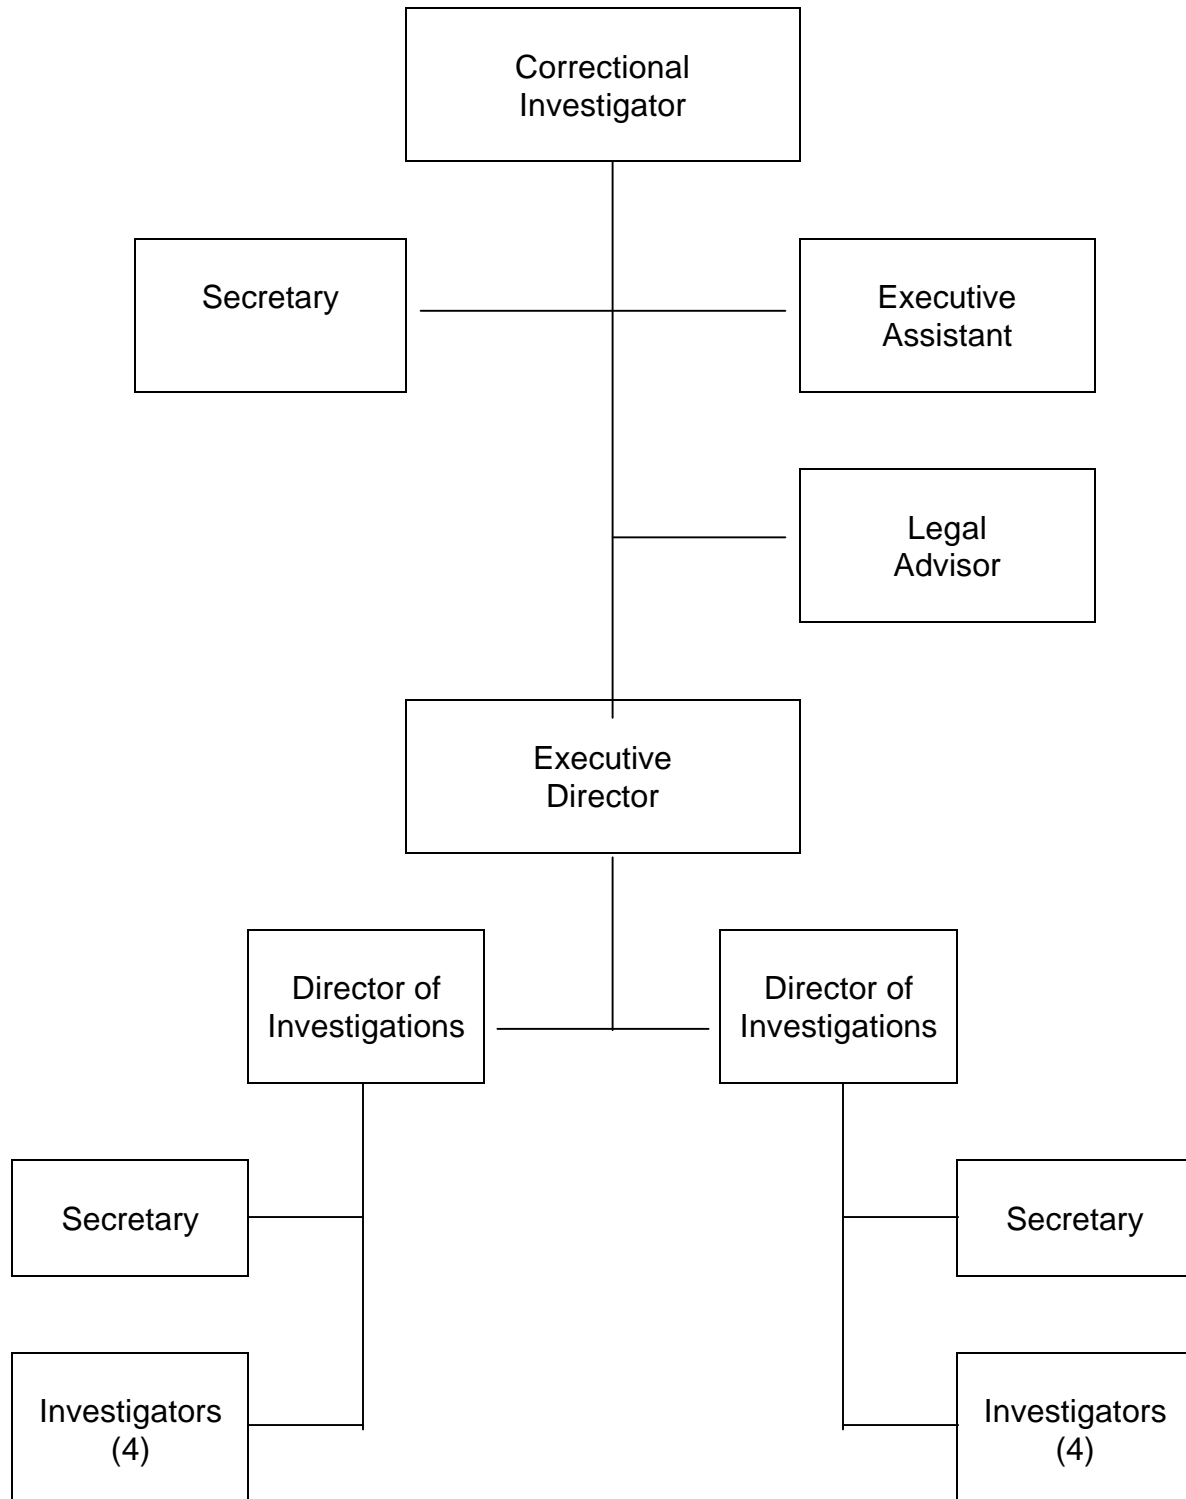 Correctional
Investigator
Secretary
Executive
Assistant
Legal
Advisor
Executive
Director
Director of
Investigations
Director of
Investigations
Secretary
Secretary
Investigators
(4)
Investigators
(4)